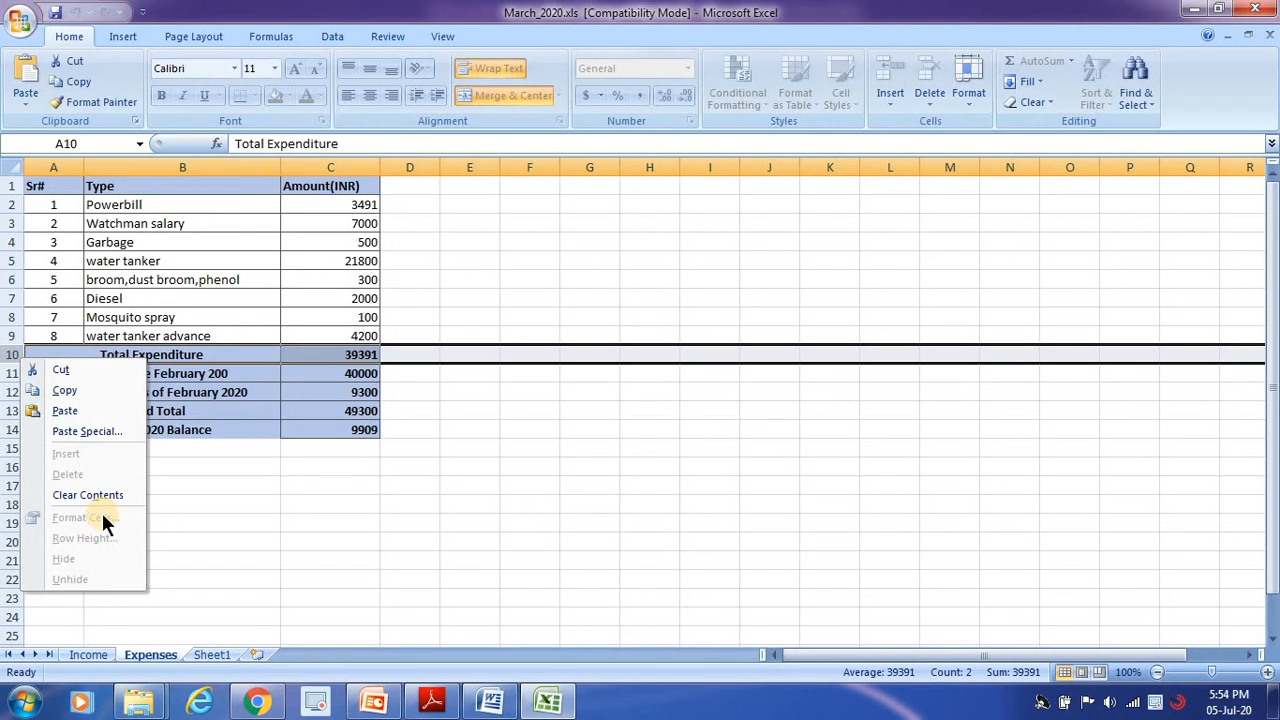 March_2020.xls [Compatibility Mode] - Microsoft Excel
Home Insert Page Layout Formulas Data Review View
Paste Cut Copy Format Painter Clipboard
Calibri 11 B I U Font
Wrap Text Merge & Center Alignment
General $ % , Number
Conditional Formatting Format as Table Cell Styles Styles
Insert Delete Format Cells
AutoSum Fill Clear Sort & Filter Find & Select Editing
A10 fx Total Expenditure
A B C D E F G H I J K L M N O P Q R
1 Sr# Type Amount(INR)
2 1 Powerbill 3491
3 2 Watchman salary 7000
4 3 Garbage 500
5 4 water tanker 21800
6 5 broom,dust broom,phenol 300
7 6 Diesel 2000
8 7 Mosquito spray 100
9 8 water tanker advance 4200
10 Total Expenditure 39391
11 February 200 40000
12 s of February 2020 9300
13 Total 49300
14 Balance 9909
15
16
17
18
19
20
21
22
23
24
25
Cut
Copy
Paste
Paste Special...
Insert
Delete
Clear Contents
Format
Row Height...
Hide
Unhide
Income Expenses Sheet1
Ready Average: 39391 Count: 2 Sum: 39391 100%
5:54 PM
05-Jul-20